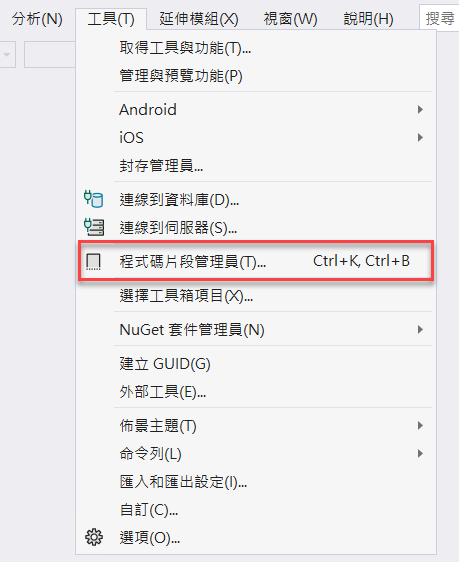 分析(N) 工具(T) 延伸模組(X) 視窗(W) 說明(H) 搜尋
取得工具與功能(T)...
管理與預覽功能(P)
Android
iOS
封存管理員...
連線到資料庫(D)...
連線到伺服器(S)...
程式碼片段管理員(T)... Ctrl+K, Ctrl+B
選擇工具箱項目(X)...
NuGet 套件管理員(N)
建立 GUID(G)
外部工具(E)...
佈景主題(T)
命令列(L)
匯入和匯出設定(I)...
自訂(C)...
選項(O)...